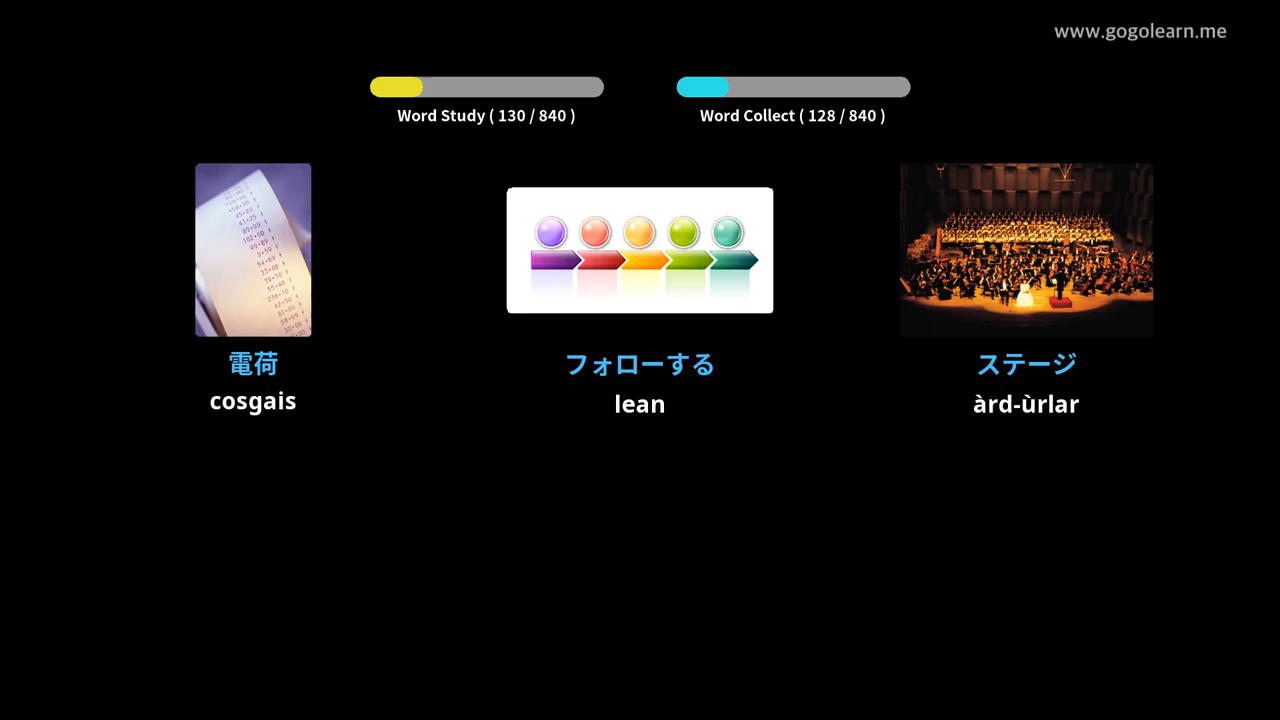 www.gogolearn.me
Word Study ( 130 / 840 )
Word Collect ( 128 / 840 )
電荷
フォローする
ステージ
cosgais
lean
àrd-ùrlar